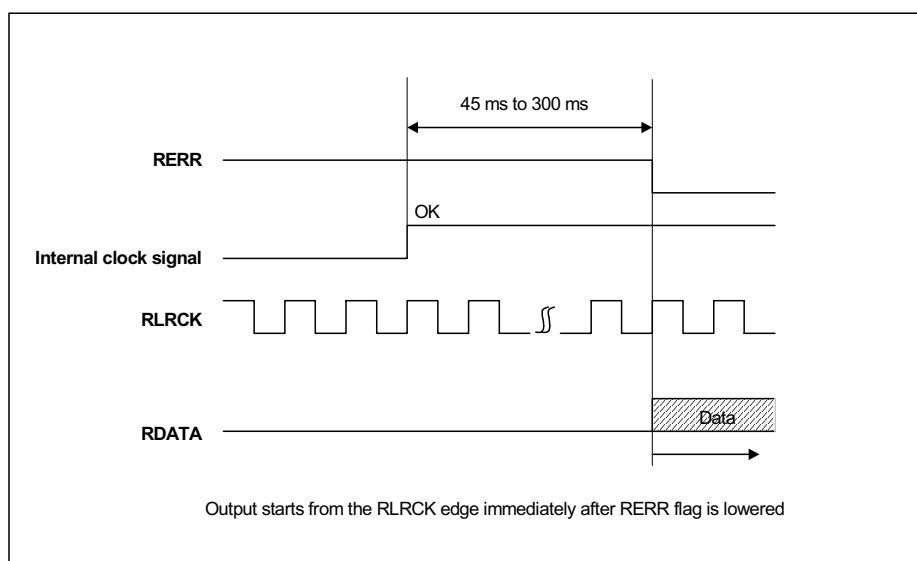 45 ms to 300 ms
RERR
OK
Internal clock signal
RLRCK
Data
RDATA
Output starts from the RLRCK edge immediately after RERR flag is lowered